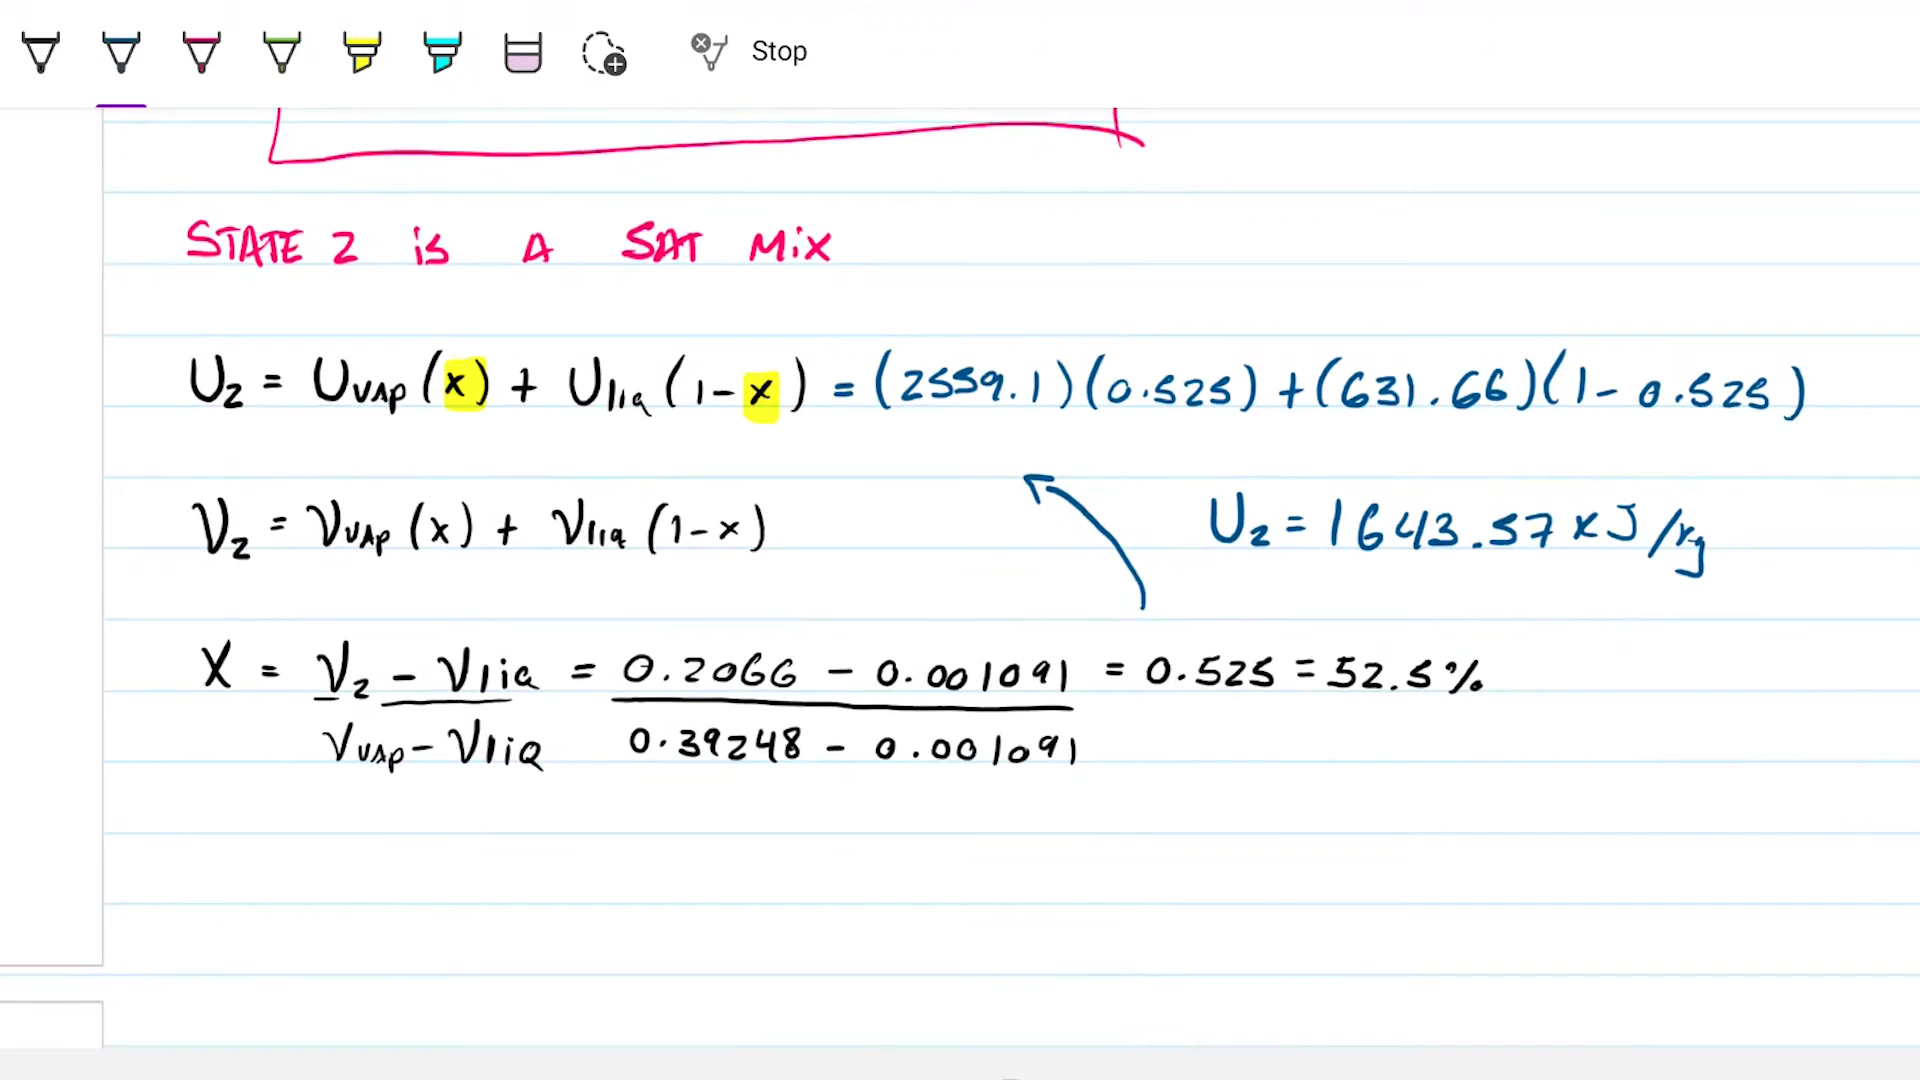 Stop
STATE 2 is A SAT Mix
U2 = Uvap (x) + Uliq (1-x) = (2559.1)(0.525) + (631.66)(1-0.525)
V2 = Vvap (x) + Vliq (1-x)
U2 = 1643.57 KJ/kg
X = V2 - Vliq = 0.2066 - 0.001091 = 0.525 = 52.5%
Vvap - Vliq 0.39248 - 0.001091